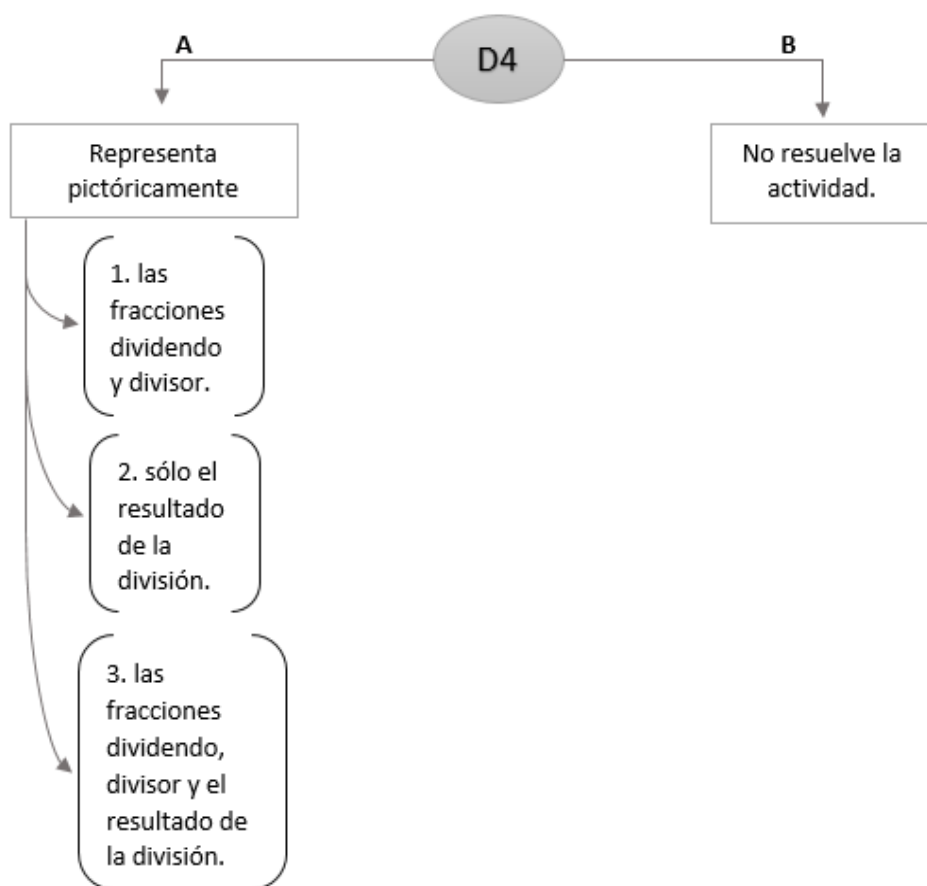 D4
A
B
Representa
pictóricamente
No resuelve la
actividad.
1. las
fracciones
dividendo
y divisor.
2. sólo el
resultado
de la
división.
3. las
fracciones
dividendo,
divisor y el
resultado de
la división.